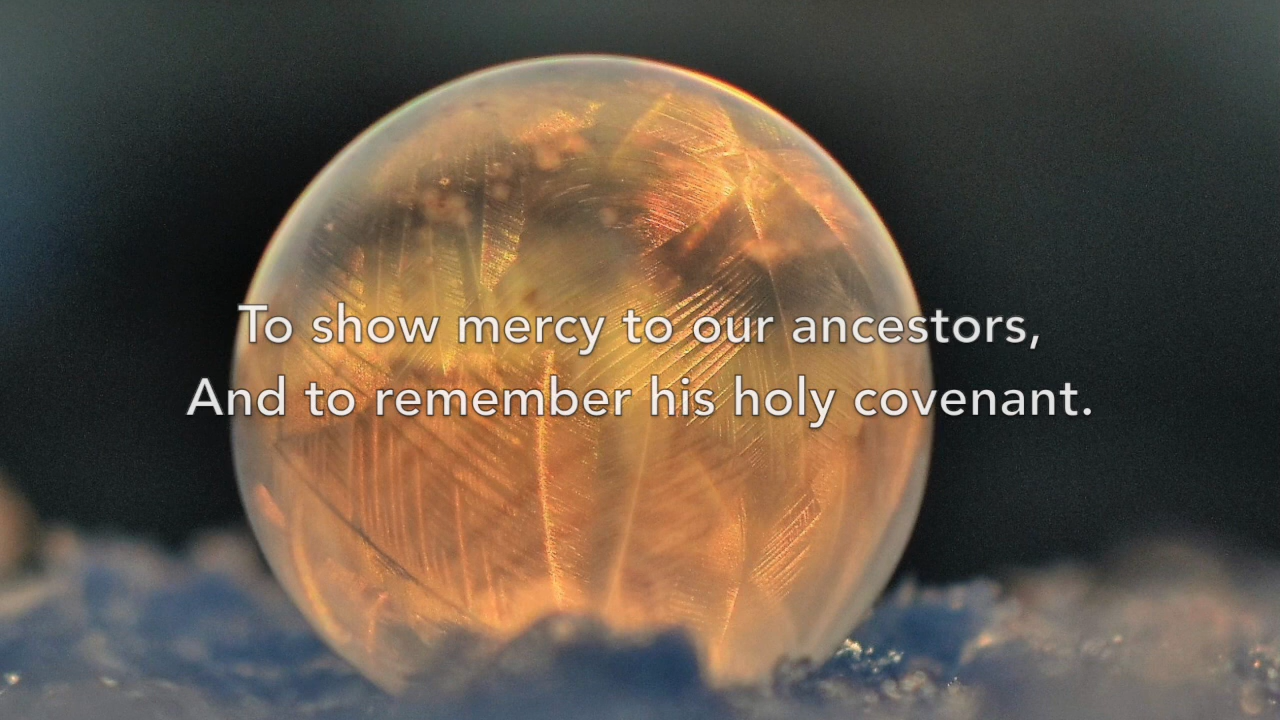 To show mercy to our ancestors,
And to remember his holy covenant.